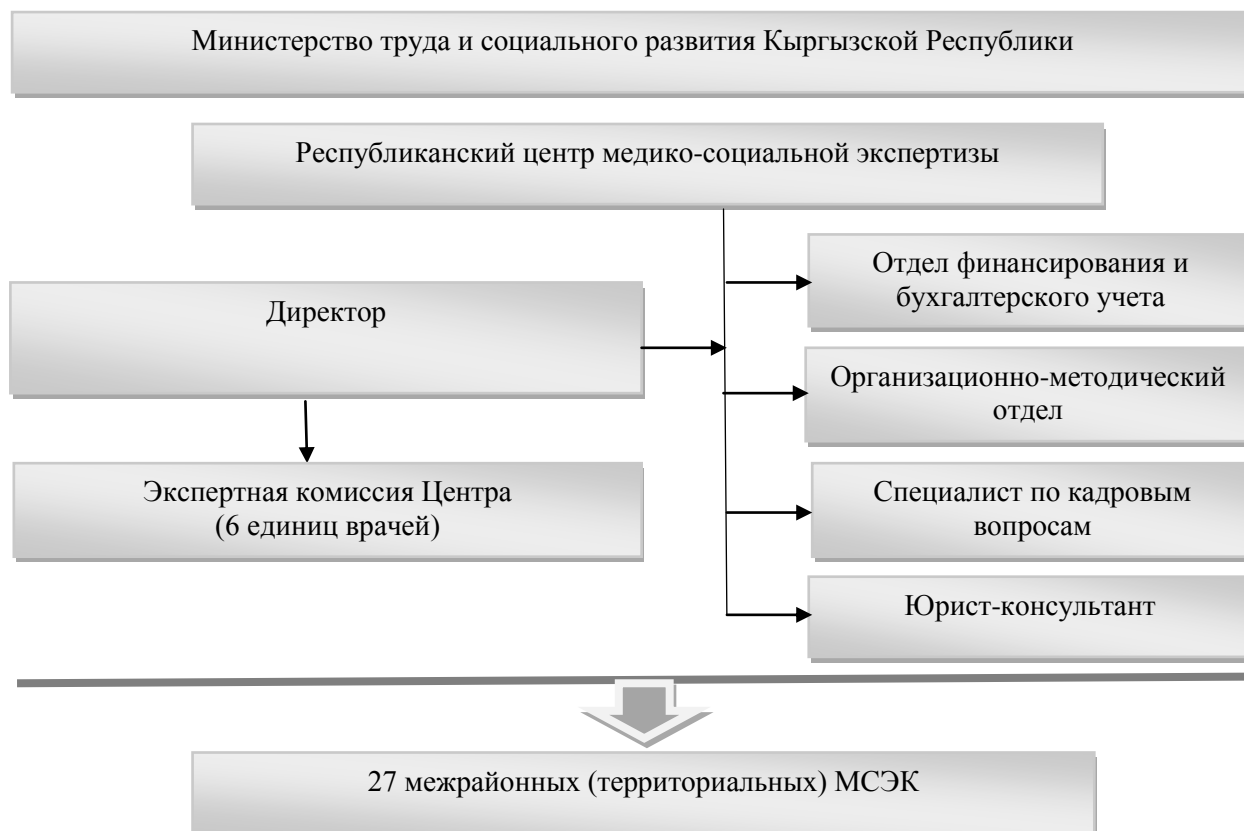 Министерство труда и социального развития Кыргызской Республики
Республиканский центр медико-социальной экспертизы
Отдел финансирования и
бухгалтерского учета
Директор
Организационно-методический
отдел
Экспертная комиссия Центра
(6 единиц врачей)
Специалист по кадровым
вопросам
Юрист-консультант
27 межрайонных (территориальных) МСЭК